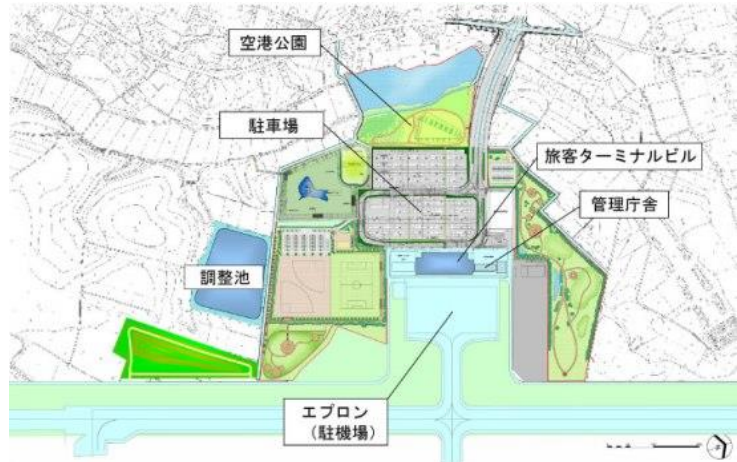 空港公園
駐車場
旅客ターミナルビル
管理庁舎
調整池
エプロン
（駐機場）